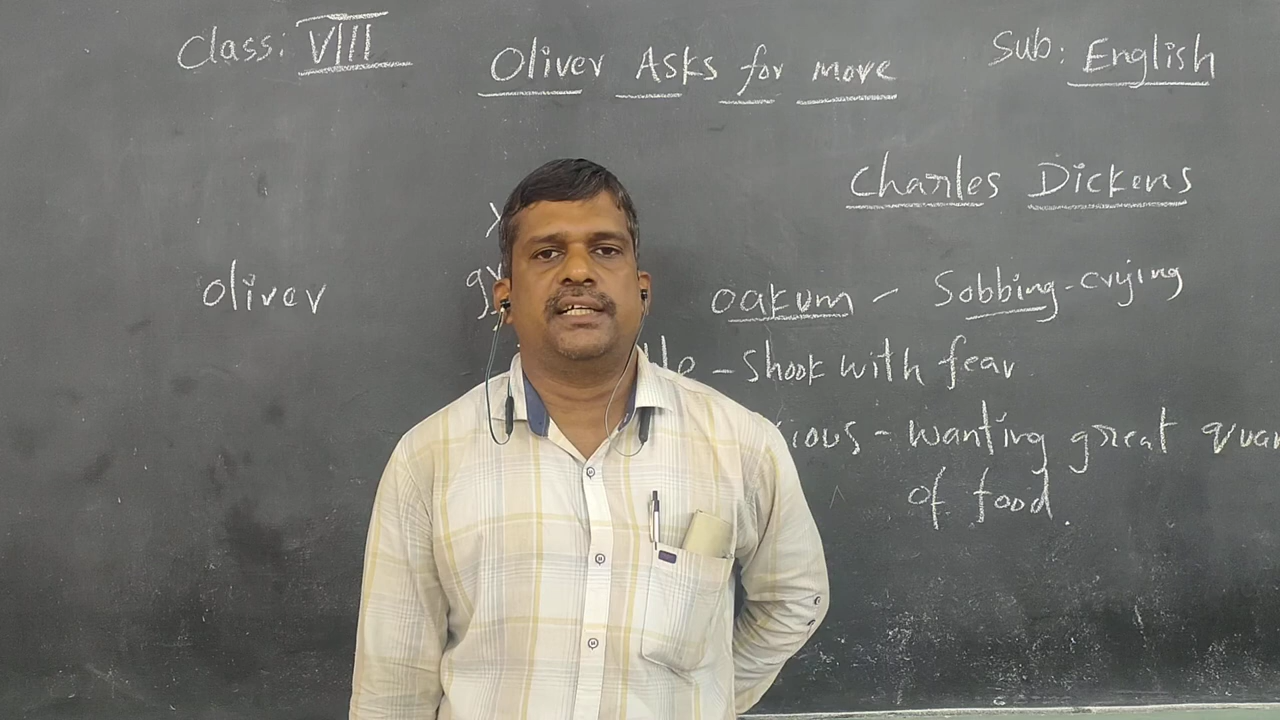 Class: VIII Oliver Asks for more Sub: English
Charles Dickens
oliver oakum - Sobbing-crying
- Shook with fear
- wanting great
of food.